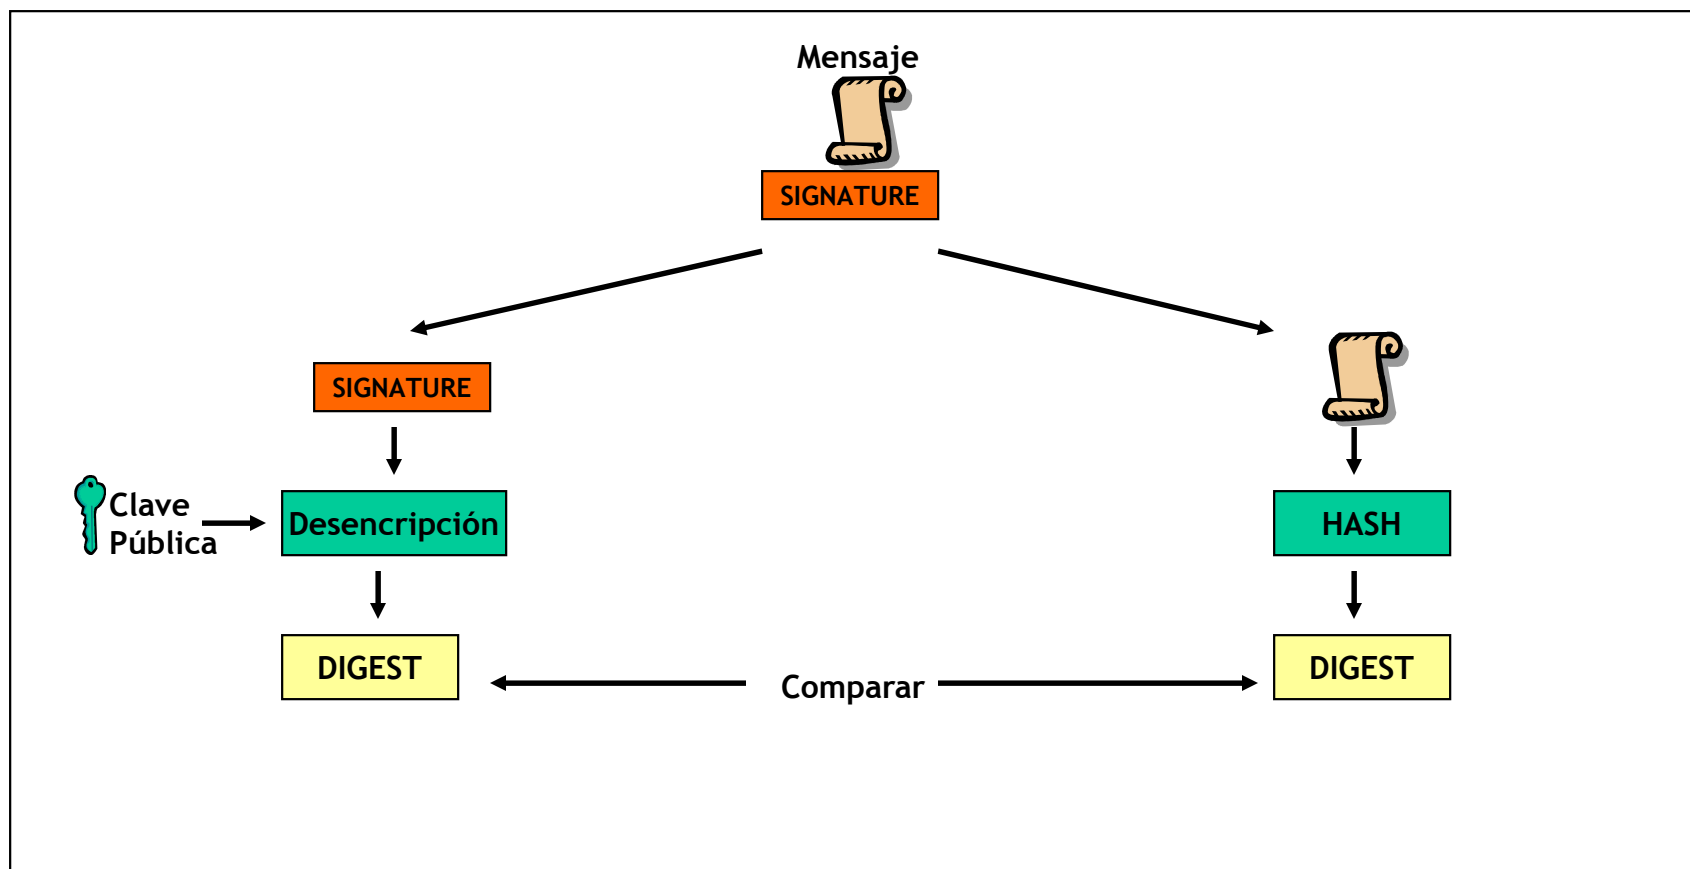 Mensaje
SIGNATURE
SIGNATURE
Clave
Pública
Desencripción
HASH
DIGEST
Comparar
DIGEST